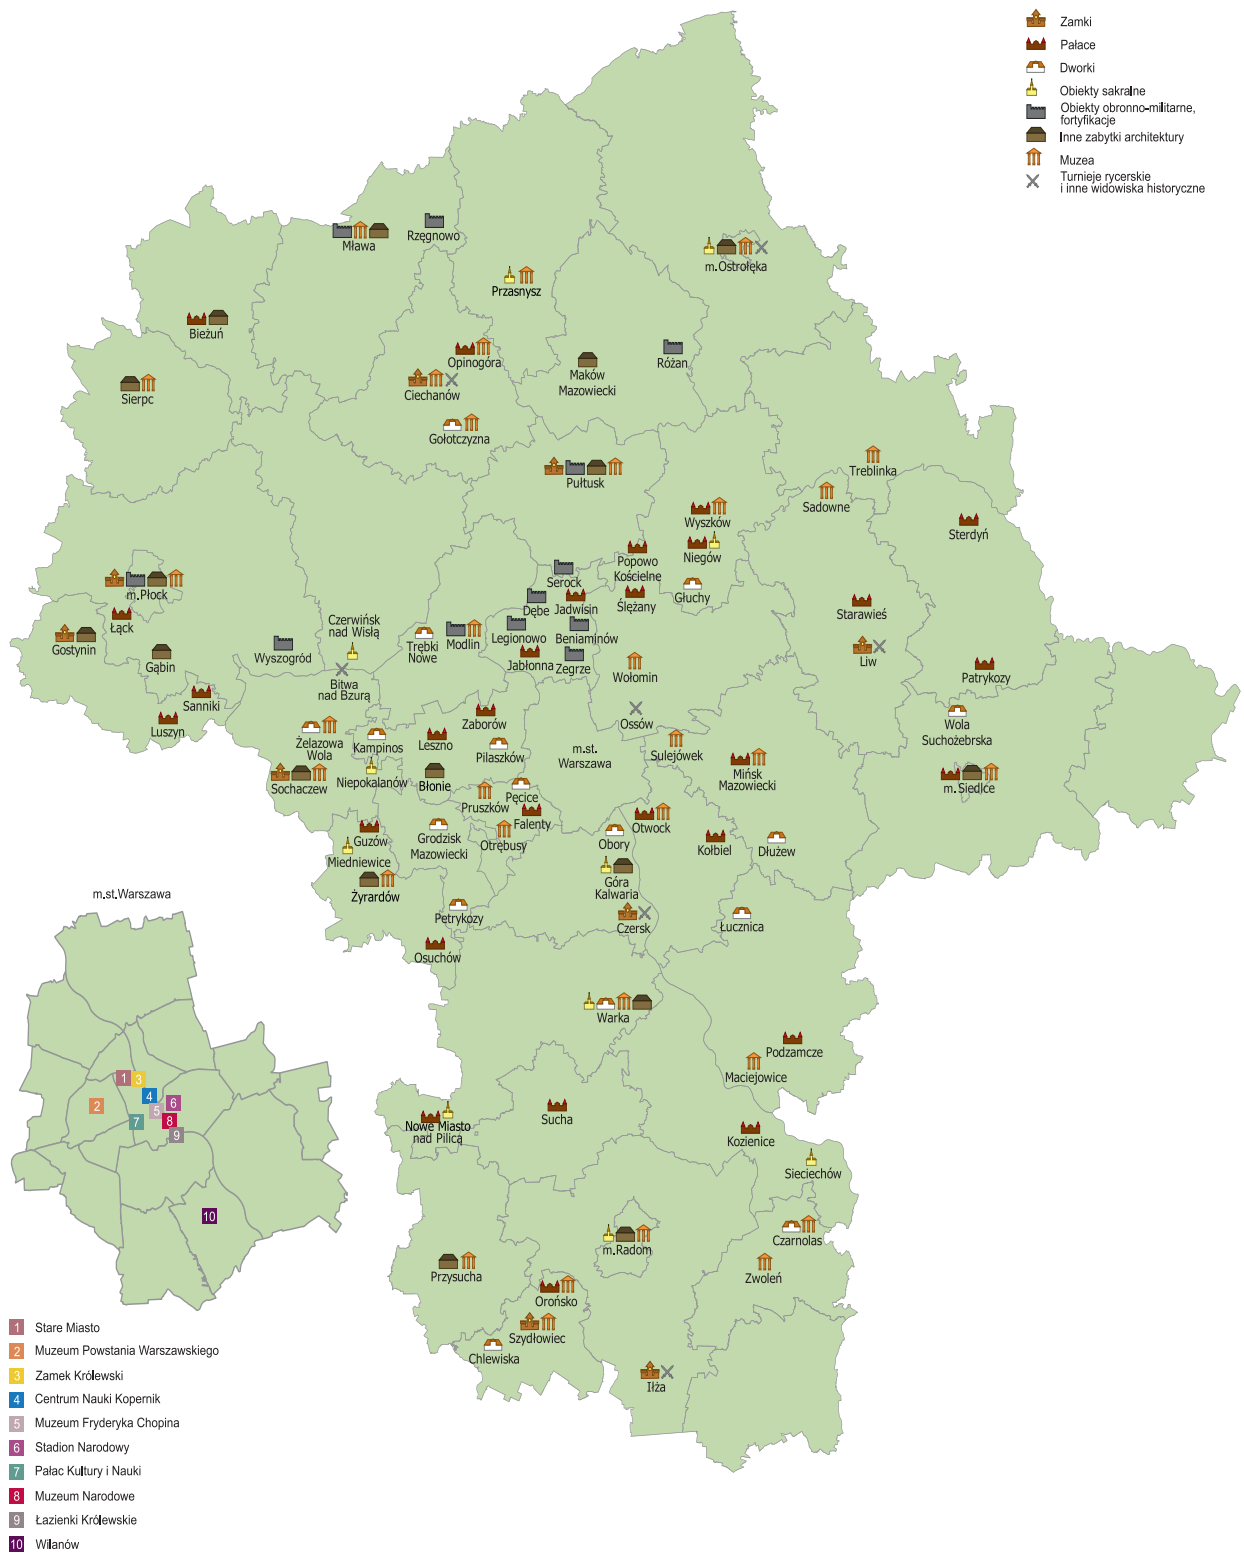 Zamki
Pałace
Dworki
Obiekty sakralne
Obiekty obronno-militarne,
fortyfikacje
Inne zabytki architektury
Muzea
Turnieje rycerskie
i inne widowiska historyczne
Mława
Rzęgnowo
m.Ostrołęka
Przasnysz
Bieżuń
Opinogóra
Różan
Maków
Mazowiecki
Sierpc
Ciechanów
Gołotczyzna
Treblinka
Pułtusk
Sadowne
Wyszków
Sterdyń
Niegów
Popowo
Kościelne
Serock
m.Płock
Głuchy
Dębe
Jadwisin
Ślężany
Starawieś
Łąck
Czerwińsk
nad Wisłą
Gostynin
Legionowo
Beniaminów
Modlin
Trębki
Nowe
Wyszogród
Jabłonna
Zegrze
Liw
Gąbin
Wołomin
Patrykozy
Bitwa
nad Bzurą
Sanniki
Luszyn
Zaborów
Ossów
Wola
Suchożebrska
Żelazowa
Wola
Kampinos
Leszno
Pilaszków
m.st.
Warszawa
Sulejówek
Mińsk
Mazowiecki
Sochaczew
Niepokalanów
Błonie
m.Siedlce
Pruszków
Pęcice
Falenty
Otwock
Guzów
Grodzisk
Mazowiecki
Otrębusy
Obory
Kołbiel
Dłużew
Miedniewice
Góra
Kalwaria
Żyrardów
Petrykozy
Czersk
Łucznica
Osuchów
Warka
Podzamcze
Maciejowice
Nowe Miasto
nad Pilicą
Sucha
Kozienice
Sieciechów
m.Radom
Czarnolas
Przysucha
Zwoleń
Orońsko
Szydłowiec
Chlewiska
Iłża
m.st.Warszawa
1
3
2
4
5
6
7
8
9
10
1 Stare Miasto
2 Muzeum Powstania Warszawskiego
3 Zamek Królewski
4 Centrum Nauki Kopernik
5 Muzeum Fryderyka Chopina
6 Stadion Narodowy
7 Pałac Kultury i Nauki
8 Muzeum Narodowe
9 Łazienki Królewskie
10 Wilanów